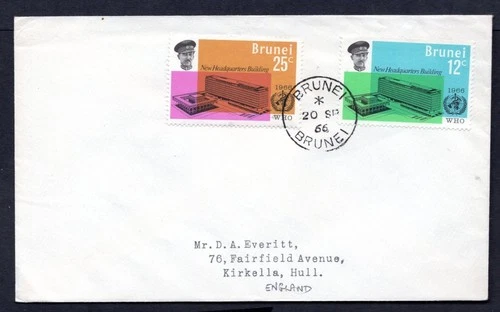 Brunei
25c
New Headquarters Building
1966
WHO
Brunei
12c
New Headquarters Building
1966
WHO
BRUNEI
*
20 SP
66
BRUNEI
Mr. D.A. Everitt,
76, Fairfield Avenue,
Kirkella, Hull.
ENGLAND